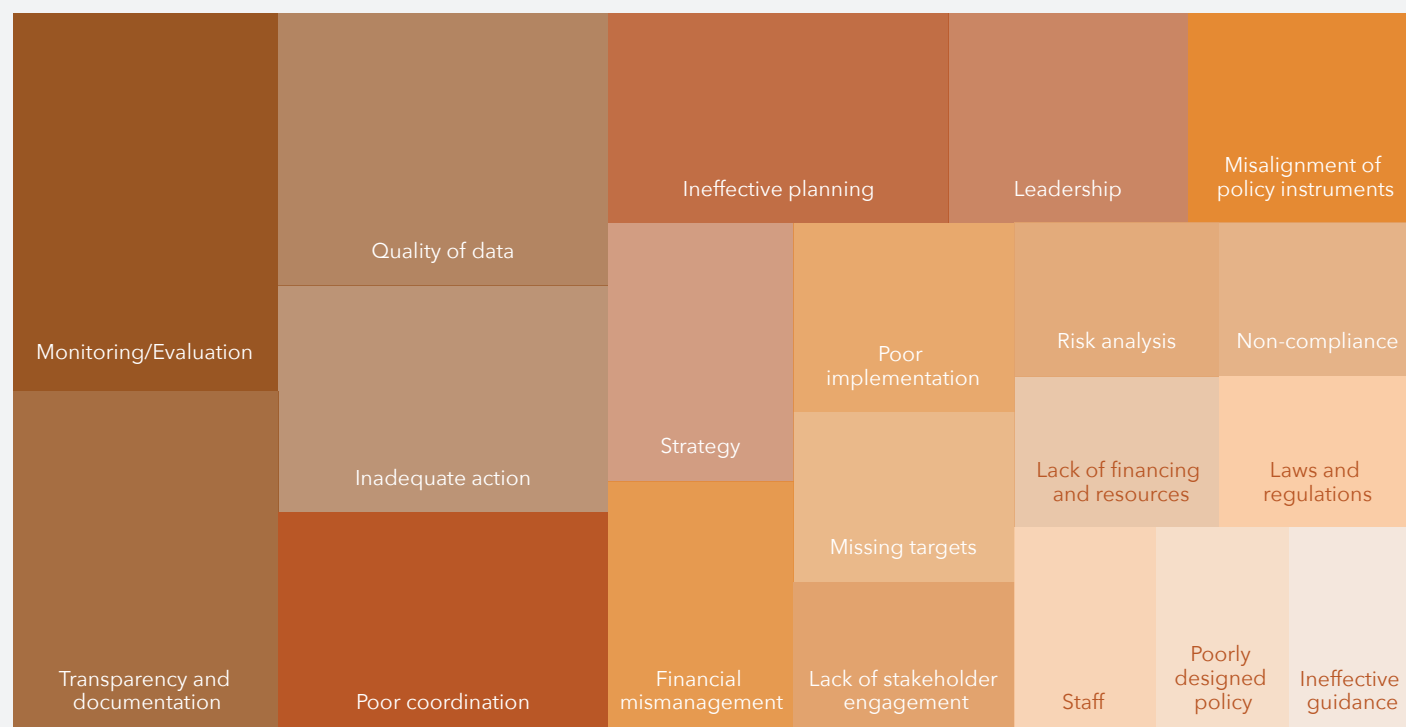 Monitoring/Evaluation
Transparency and
documentation
Quality of data
Inadequate action
Poor coordination
Ineffective planning
Leadership
Misalignment of
policy instruments
Strategy
Financial
mismanagement
Poor
implementation
Missing targets
Lack of stakeholder
engagement
Risk analysis
Non-compliance
Lack of financing
and resources
Laws and
regulations
Staff
Poorly
designed
policy
Ineffective
guidance